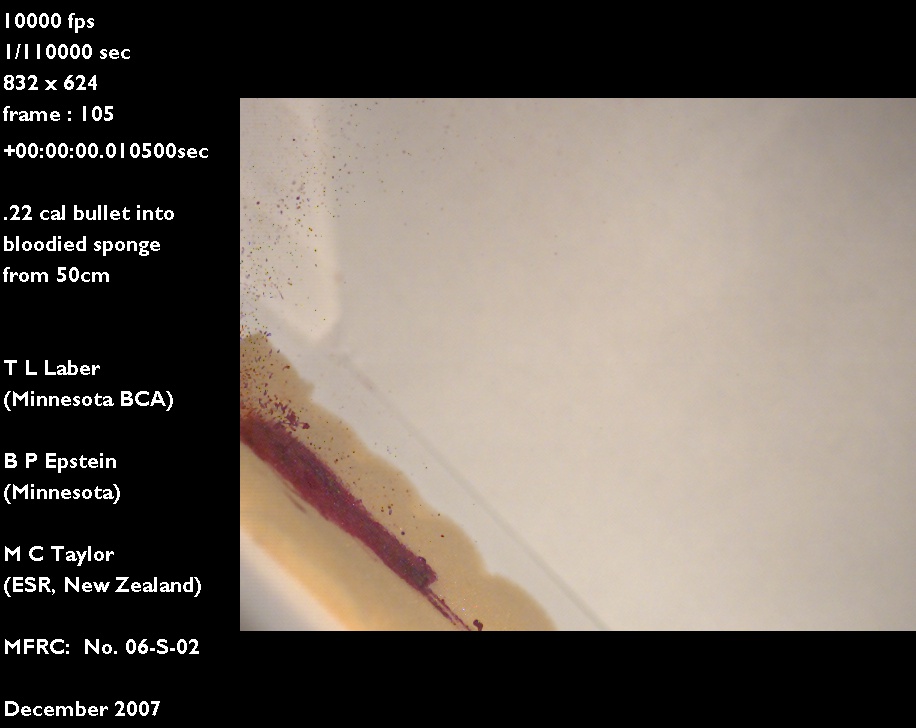 10000 fps
1/110000 sec
832 x 624
frame : 105
+00:00:00.010500sec
.22 cal bullet into
bloodied sponge
from 50cm
T L Laber
(Minnesota BCA)
B P Epstein
(Minnesota)
M C Taylor
(ESR, New Zealand)
MFRC:  No. 06-S-02
December 2007